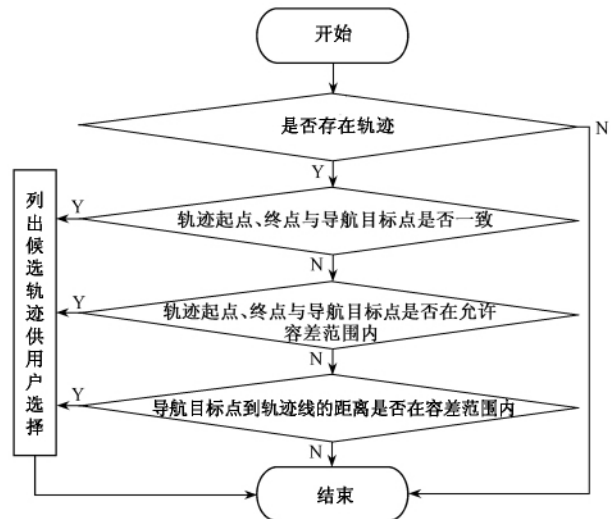 开始
是否存在轨迹
N
Y
轨迹起点、终点与导航目标点是否一致
Y
N
轨迹起点、终点与导航目标点是否在允许
容差范围内
Y
N
导航目标点到轨迹线的距离是否在容差范围内
Y
N
列出候选轨迹供用户选择
结束